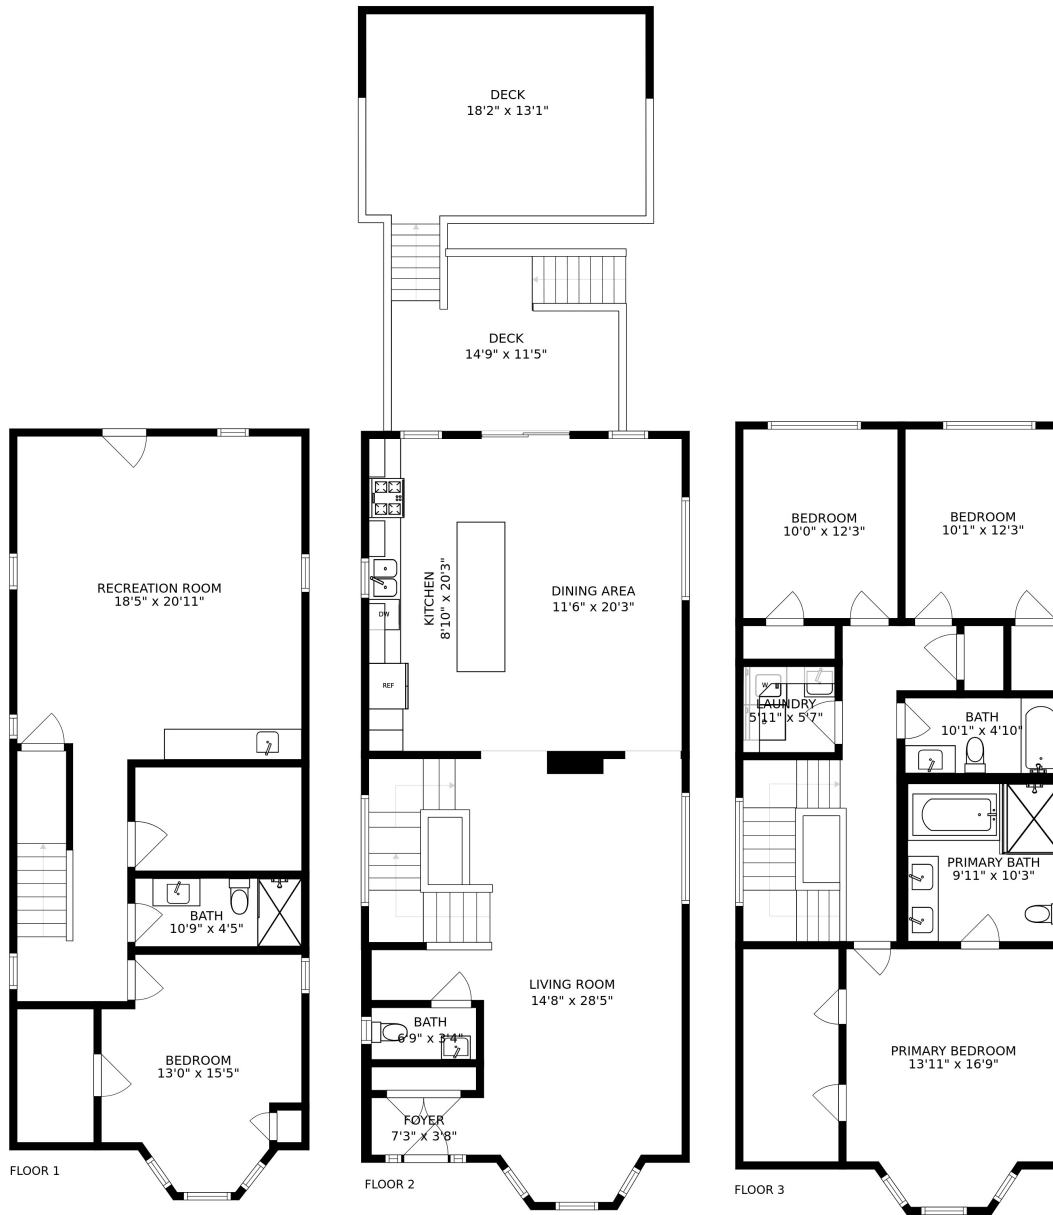 DECK
18'2" x 13'1"
DECK
14'9" x 11'5"
RECREATION ROOM
18'5" x 20'11"
BATH
10'9" x 4'5"
BEDROOM
13'0" x 15'5"
FLOOR 1
KITCHEN
8'10" x 20'3"
DINING AREA
11'6" x 20'3"
DW
REF
LIVING ROOM
14'8" x 28'5"
BATH
6'9" x 3'4"
FOYER
7'3" x 3'8"
FLOOR 2
BEDROOM
10'0" x 12'3"
BEDROOM
10'1" x 12'3"
W
LAUNDRY
5'11" x 5'7"
D
BATH
10'1" x 4'10"
PRIMARY BATH
9'11" x 10'3"
PRIMARY BEDROOM
13'11" x 16'9"
FLOOR 3